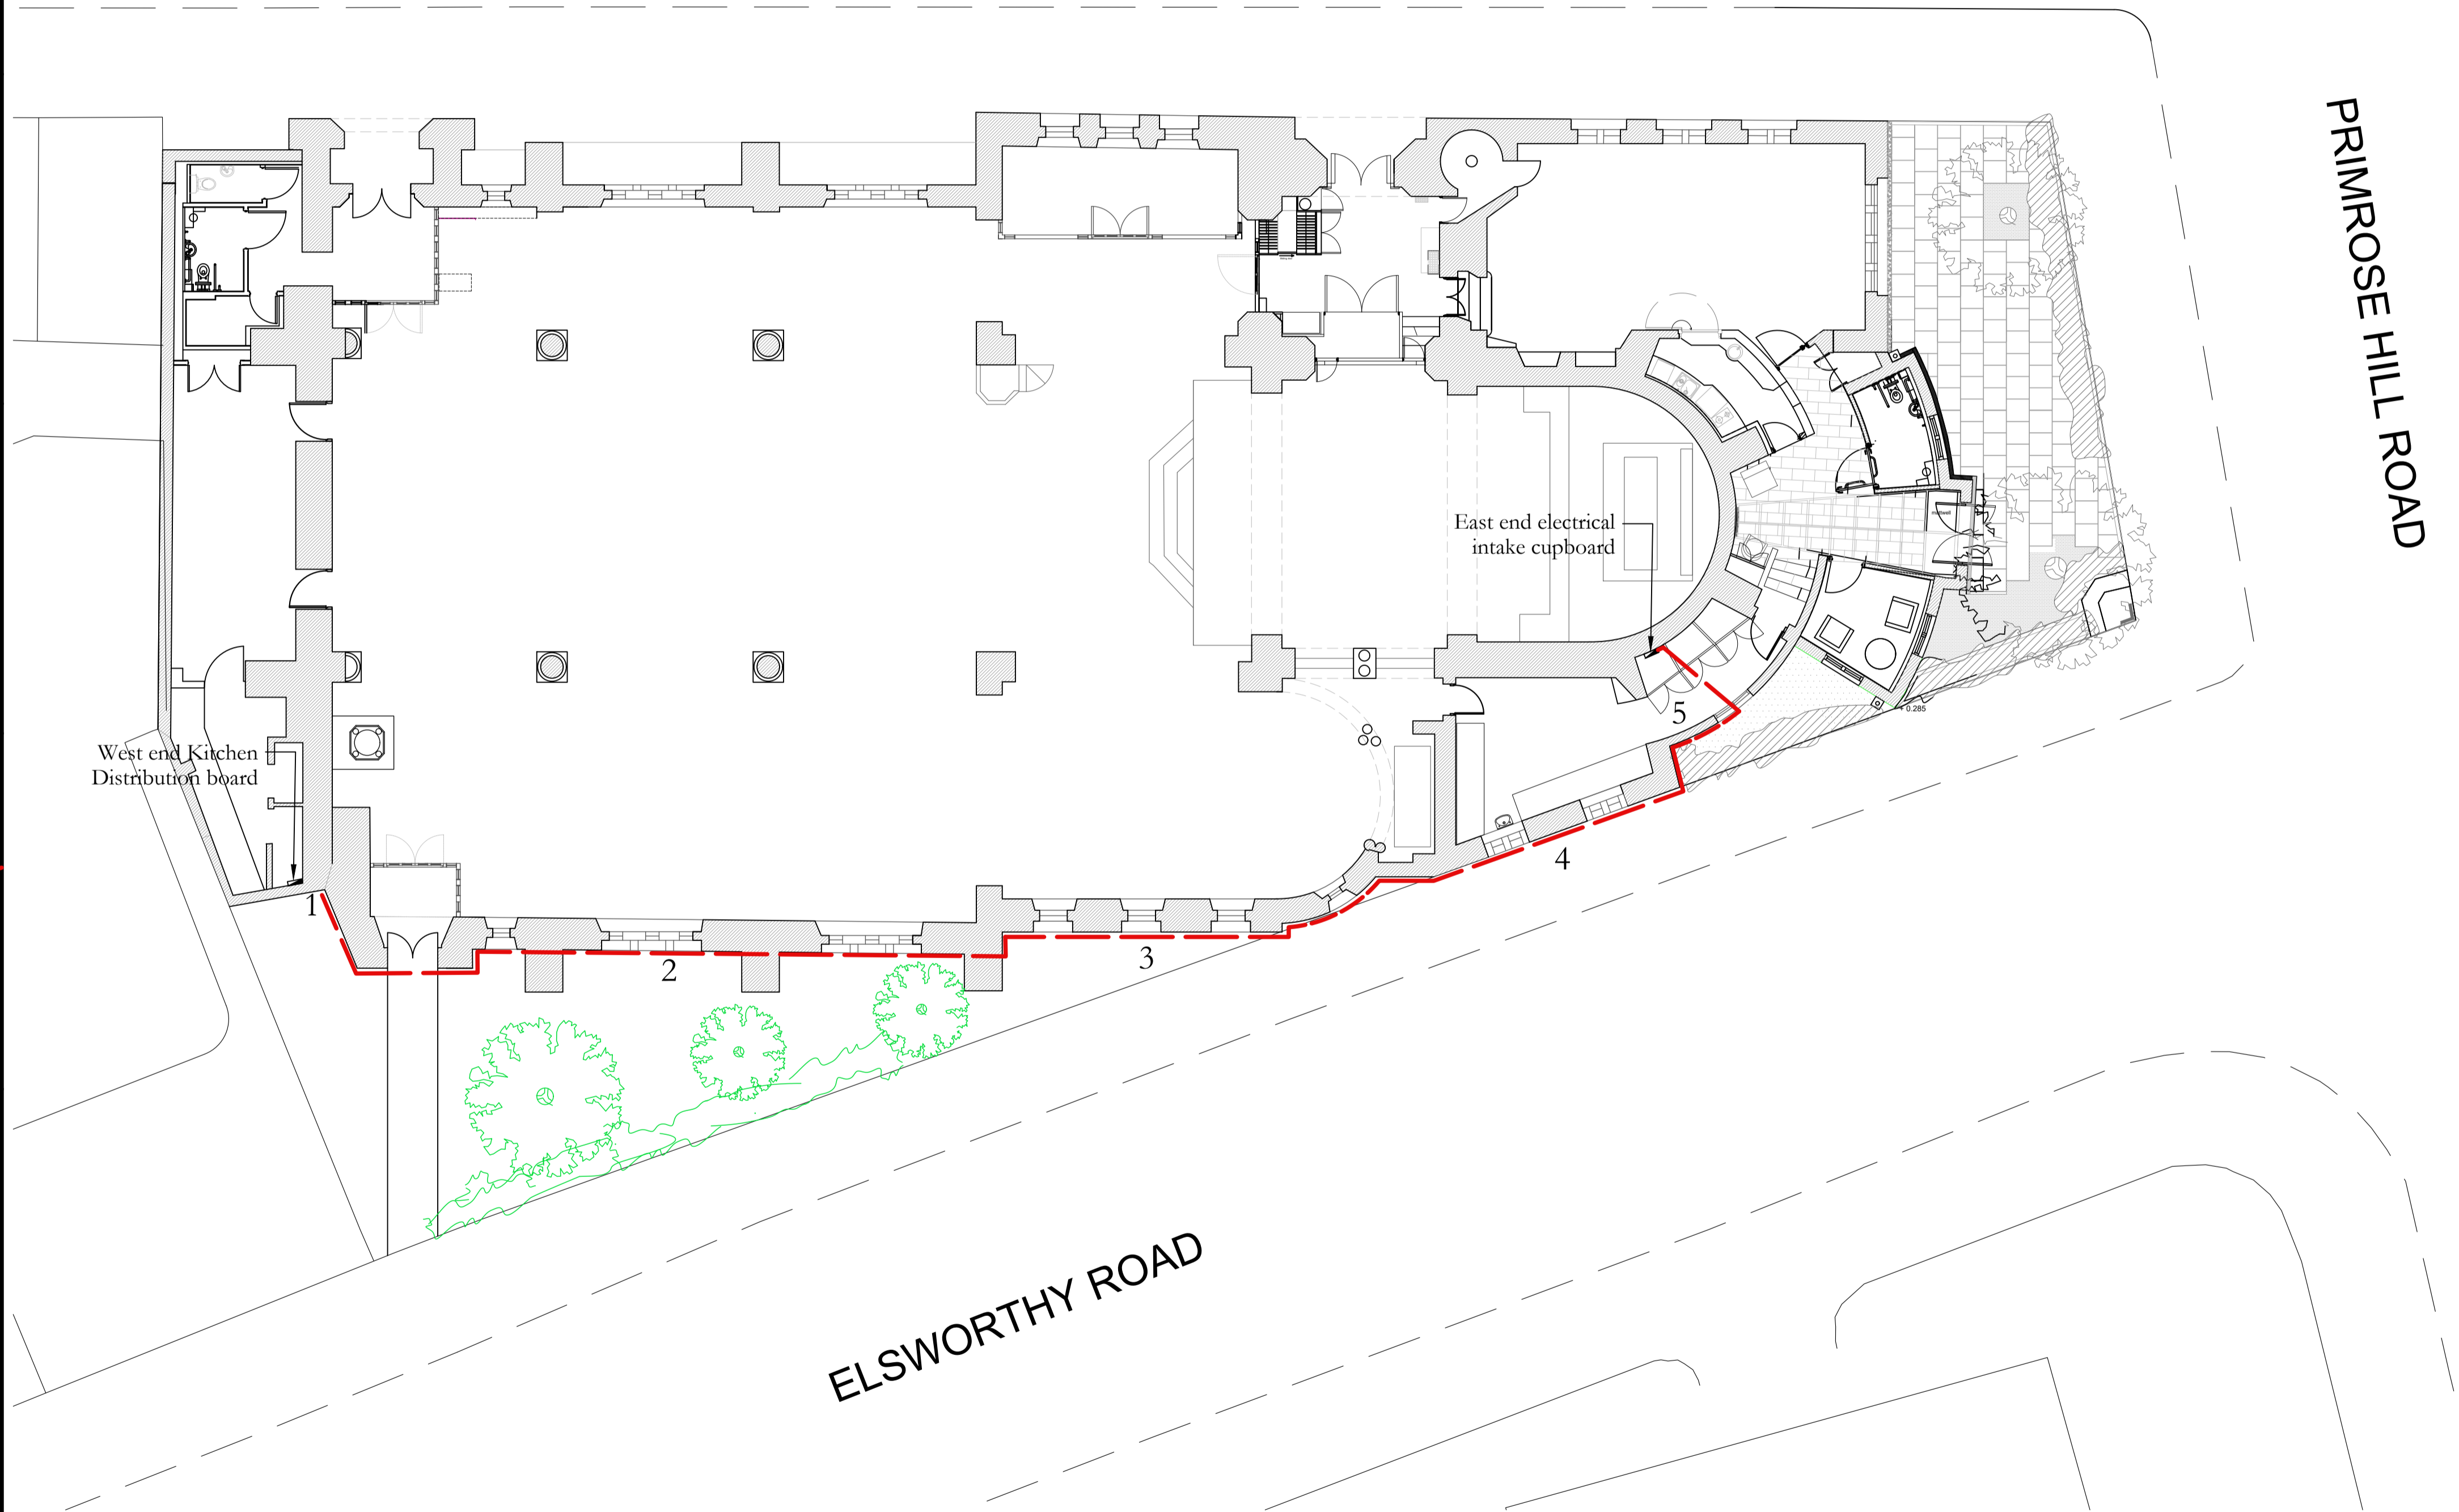 PRIMROSE HILL ROAD
East end electrical
intake cupboard
matwell
5
+ 0.285
West end Kitchen
Distribution board
4
1
2
3
ELSWORTHY ROAD